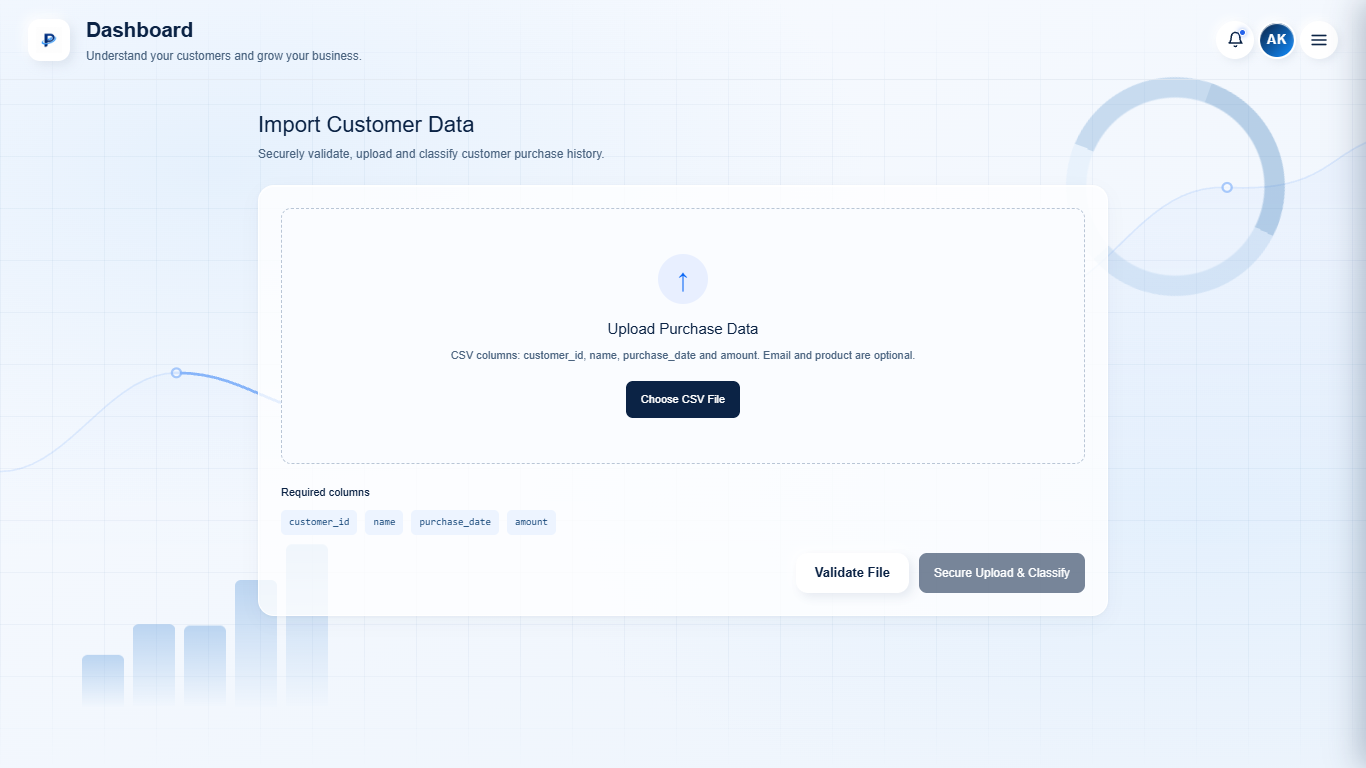 P
Dashboard
Understand your customers and grow your business.
AK
Import Customer Data
Securely validate, upload and classify customer purchase history.
↑
Upload Purchase Data
CSV columns: customer_id, name, purchase_date and amount. Email and product are optional.
Choose CSV File
Required columns
customer_id name purchase_date amount
Validate File Secure Upload & Classify